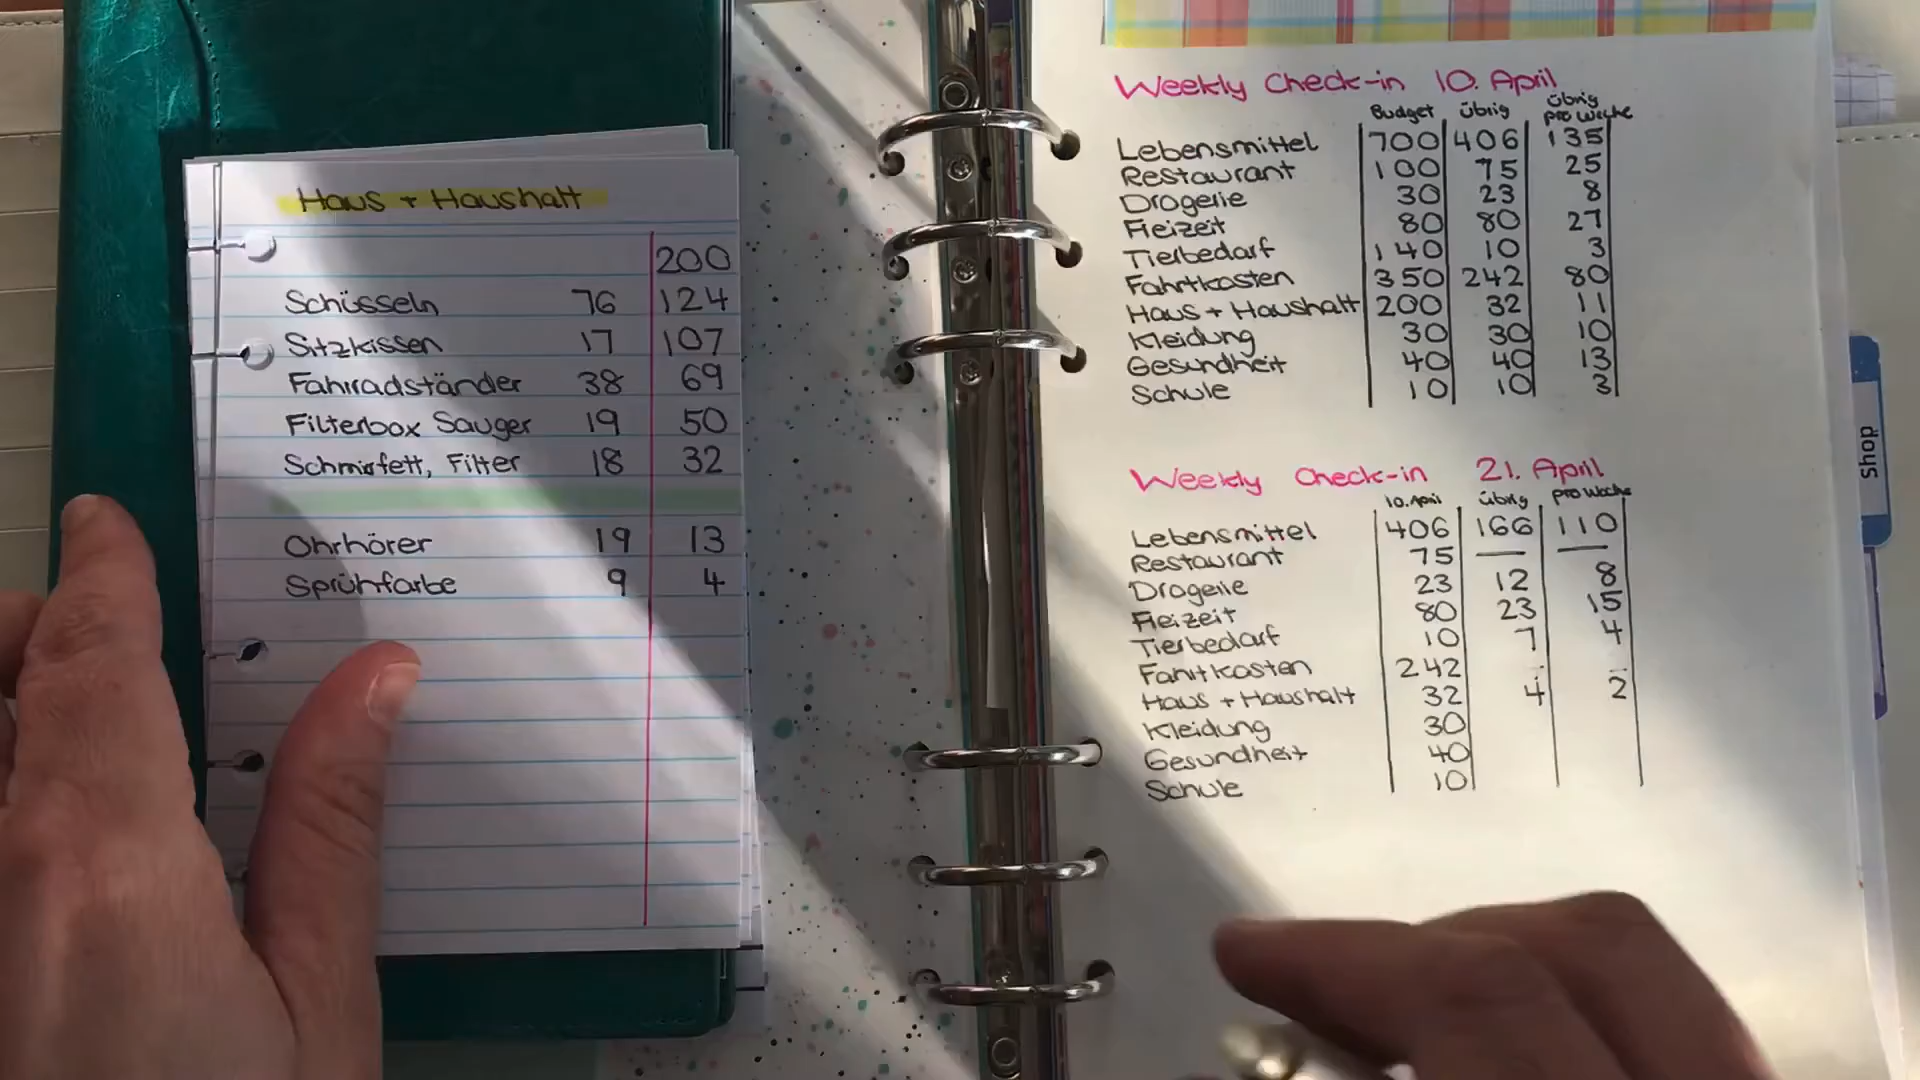 Haus + Haushalt
200
Schüsseln 76 124
Sitzkissen 17 107
Fahrradständer 38 69
Filterbox Sauger 19 50
Schmierfett, Filter 18 32
Ohrhörer 19 13
Sprühfarbe 9 4
Weekly Check-in 10. April
Budget übrig übrig pro Woche
Lebensmittel 700 406 135
Restaurant 100 75 25
Drogerie 30 23 8
Freizeit 80 80 27
Tierbedarf 140 10 3
Fahrtkosten 350 242 80
Haus + Haushalt 200 32 11
Kleidung 30 30 10
Gesundheit 40 40 13
Schule 10 10 3
Weekly Check-in 21. April
10. April übrig pro Woche
Lebensmittel 406 166 110
Restaurant 75 — —
Drogerie 23 12 8
Freizeit 80 23 15
Tierbedarf 10 7 4
Fahrtkosten 242 - -
Haus + Haushalt 32 4 2
Kleidung 30
Gesundheit 40
Schule 10
shop